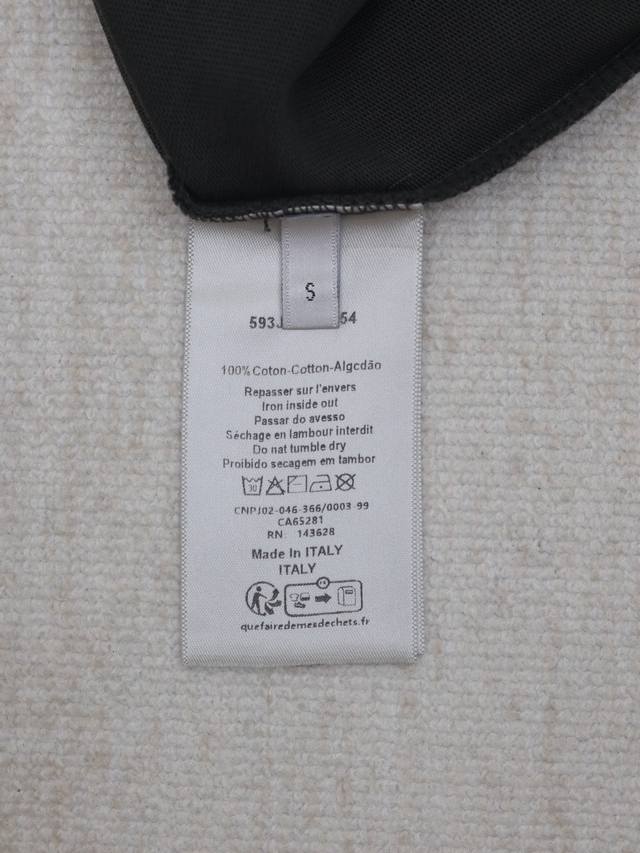 S
593
54
100% Coton-Cotton-Algcdão
Repasser sur l'envers
Iron inside out
Passar do avesso
Séchage en lambour interdit
Do nat tumble dry
Proibido secagem em tambor
30
CNPJ02-046-366/0003-99
CA65281
RN: 143628
Made In ITALY
ITALY
quefairedemesdechets.fr